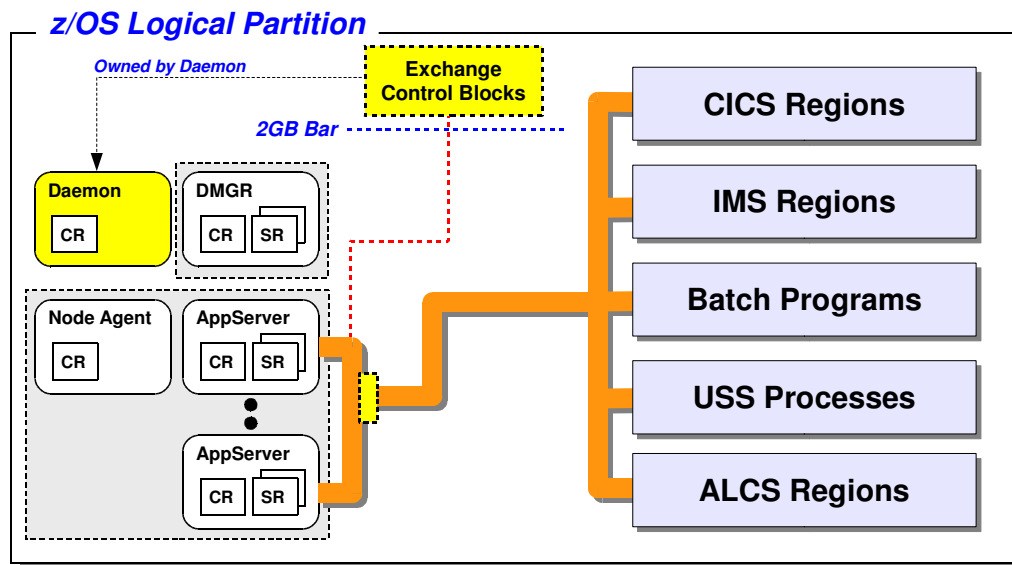 z/OS Logical Partition
Owned by Daemon
Exchange
Control Blocks
2GB Bar
Daemon
CR
DMGR
CR
SR
Node Agent
CR
AppServer
CR
SR
AppServer
CR
SR
CICS Regions
IMS Regions
Batch Programs
USS Processes
ALCS Regions